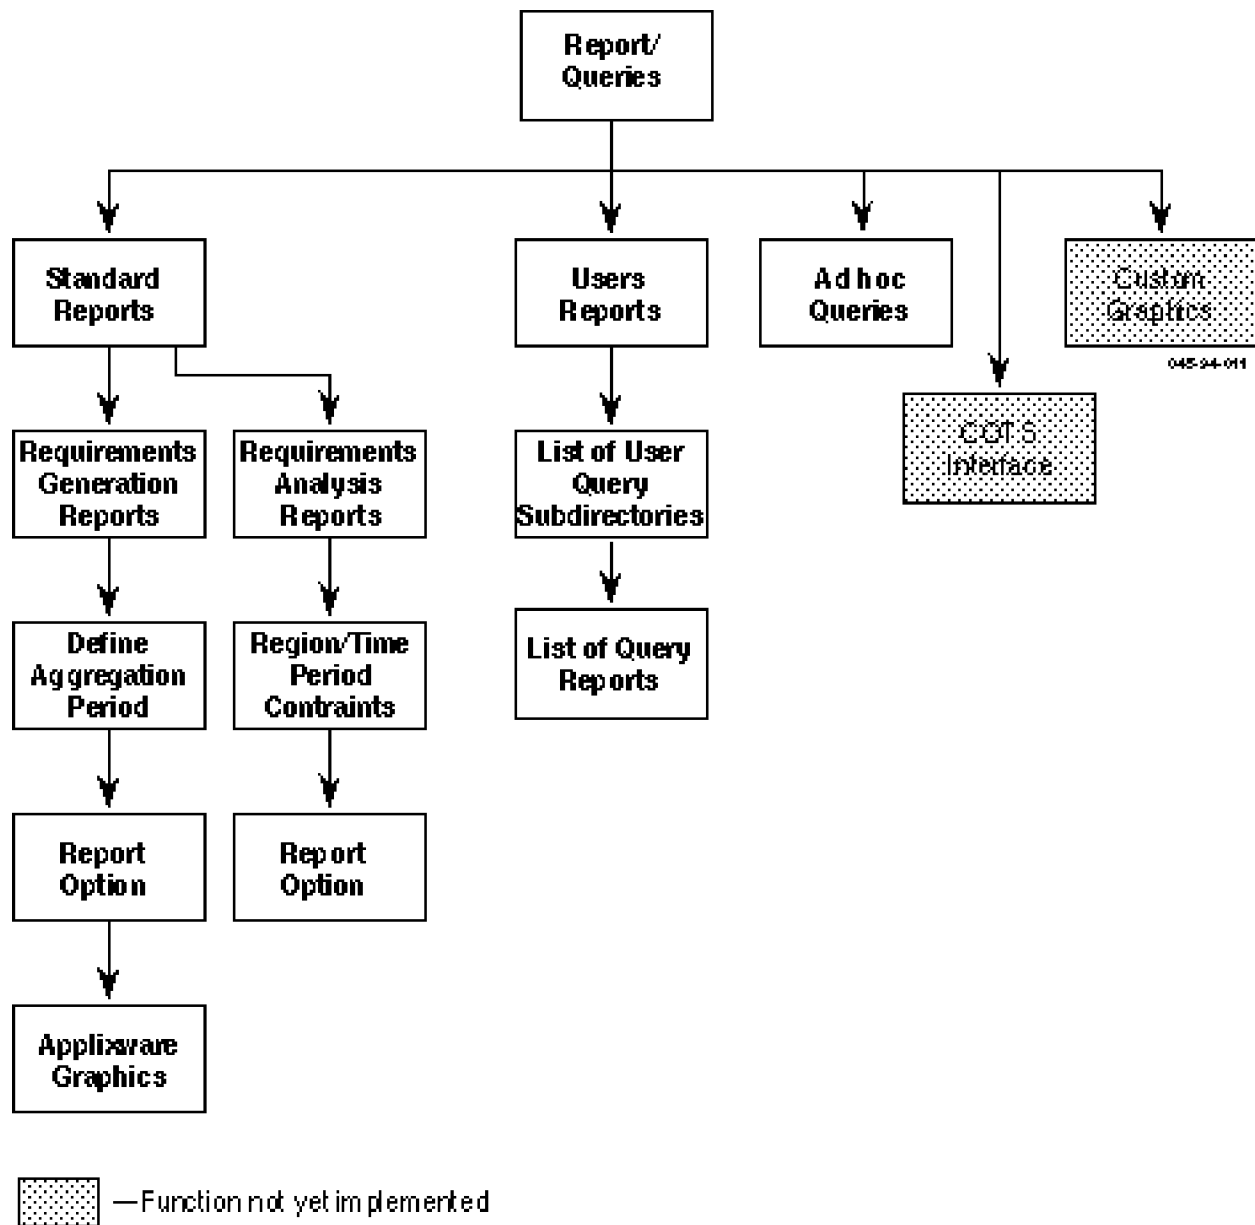 Report/
Queries
Standard
Reports
Users
Reports
Ad hoc
Queries
Custom
Graphics
045-94-011
COTS
Interface
Requirements
Generation
Reports
Requirements
Analysis
Reports
List of User
Query
Subdirectories
Define
Aggregation
Period
Region/Time
Period
Contraints
List of Query
Reports
Report
Option
Report
Option
Applixware
Graphics
—Function not yet implemented